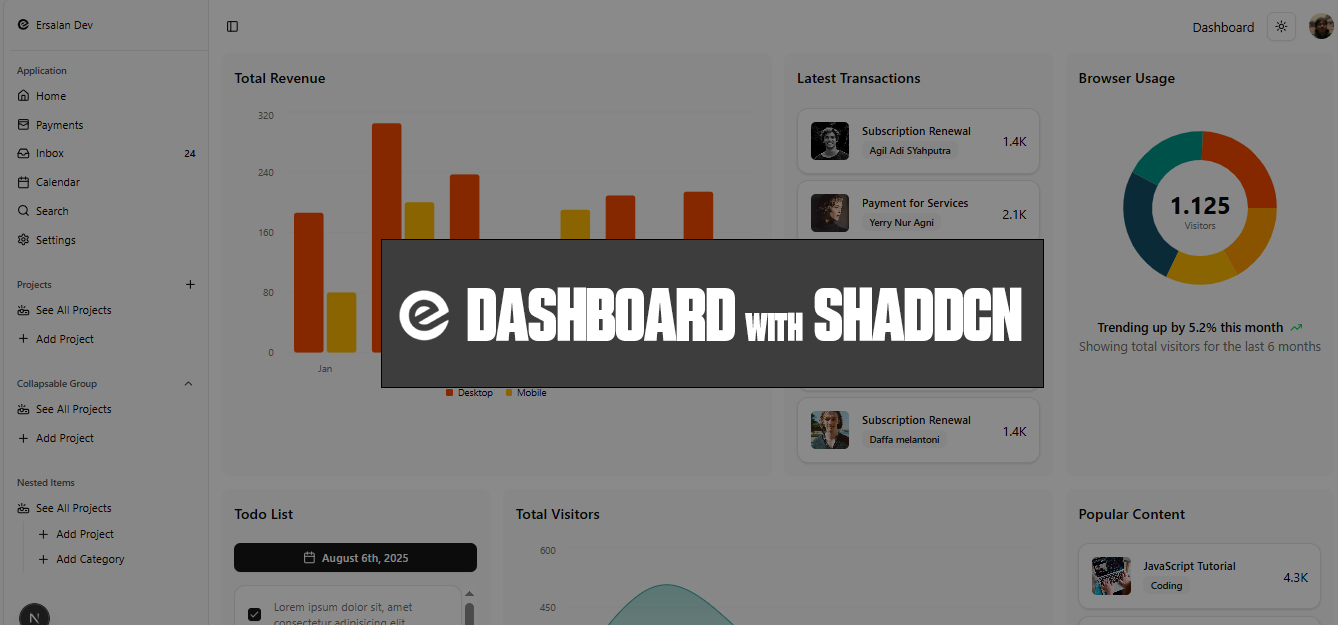 Ersalan Dev
Application
Home
Payments
Inbox 24
Calendar
Search
Settings
Projects
See All Projects
Add Project
Collapsable Group
See All Projects
Add Project
Nested Items
See All Projects
Add Project
Add Category
N
Dashboard
Total Revenue
320
240
160
80
0
Jan
Desktop Mobile
Latest Transactions
Subscription Renewal
Agil Adi SYahputra
1.4K
Payment for Services
Yerry Nur Agni
2.1K
Subscription Renewal
Daffa melantoni
1.4K
Browser Usage
1.125
Visitors
Trending up by 5.2% this month
Showing total visitors for the last 6 months
DASHBOARD WITH SHADDCN
Todo List
August 6th, 2025
Lorem ipsum dolor sit, amet
consectetur adipisicing elit.
Total Visitors
600
450
Popular Content
JavaScript Tutorial
Coding
4.3K